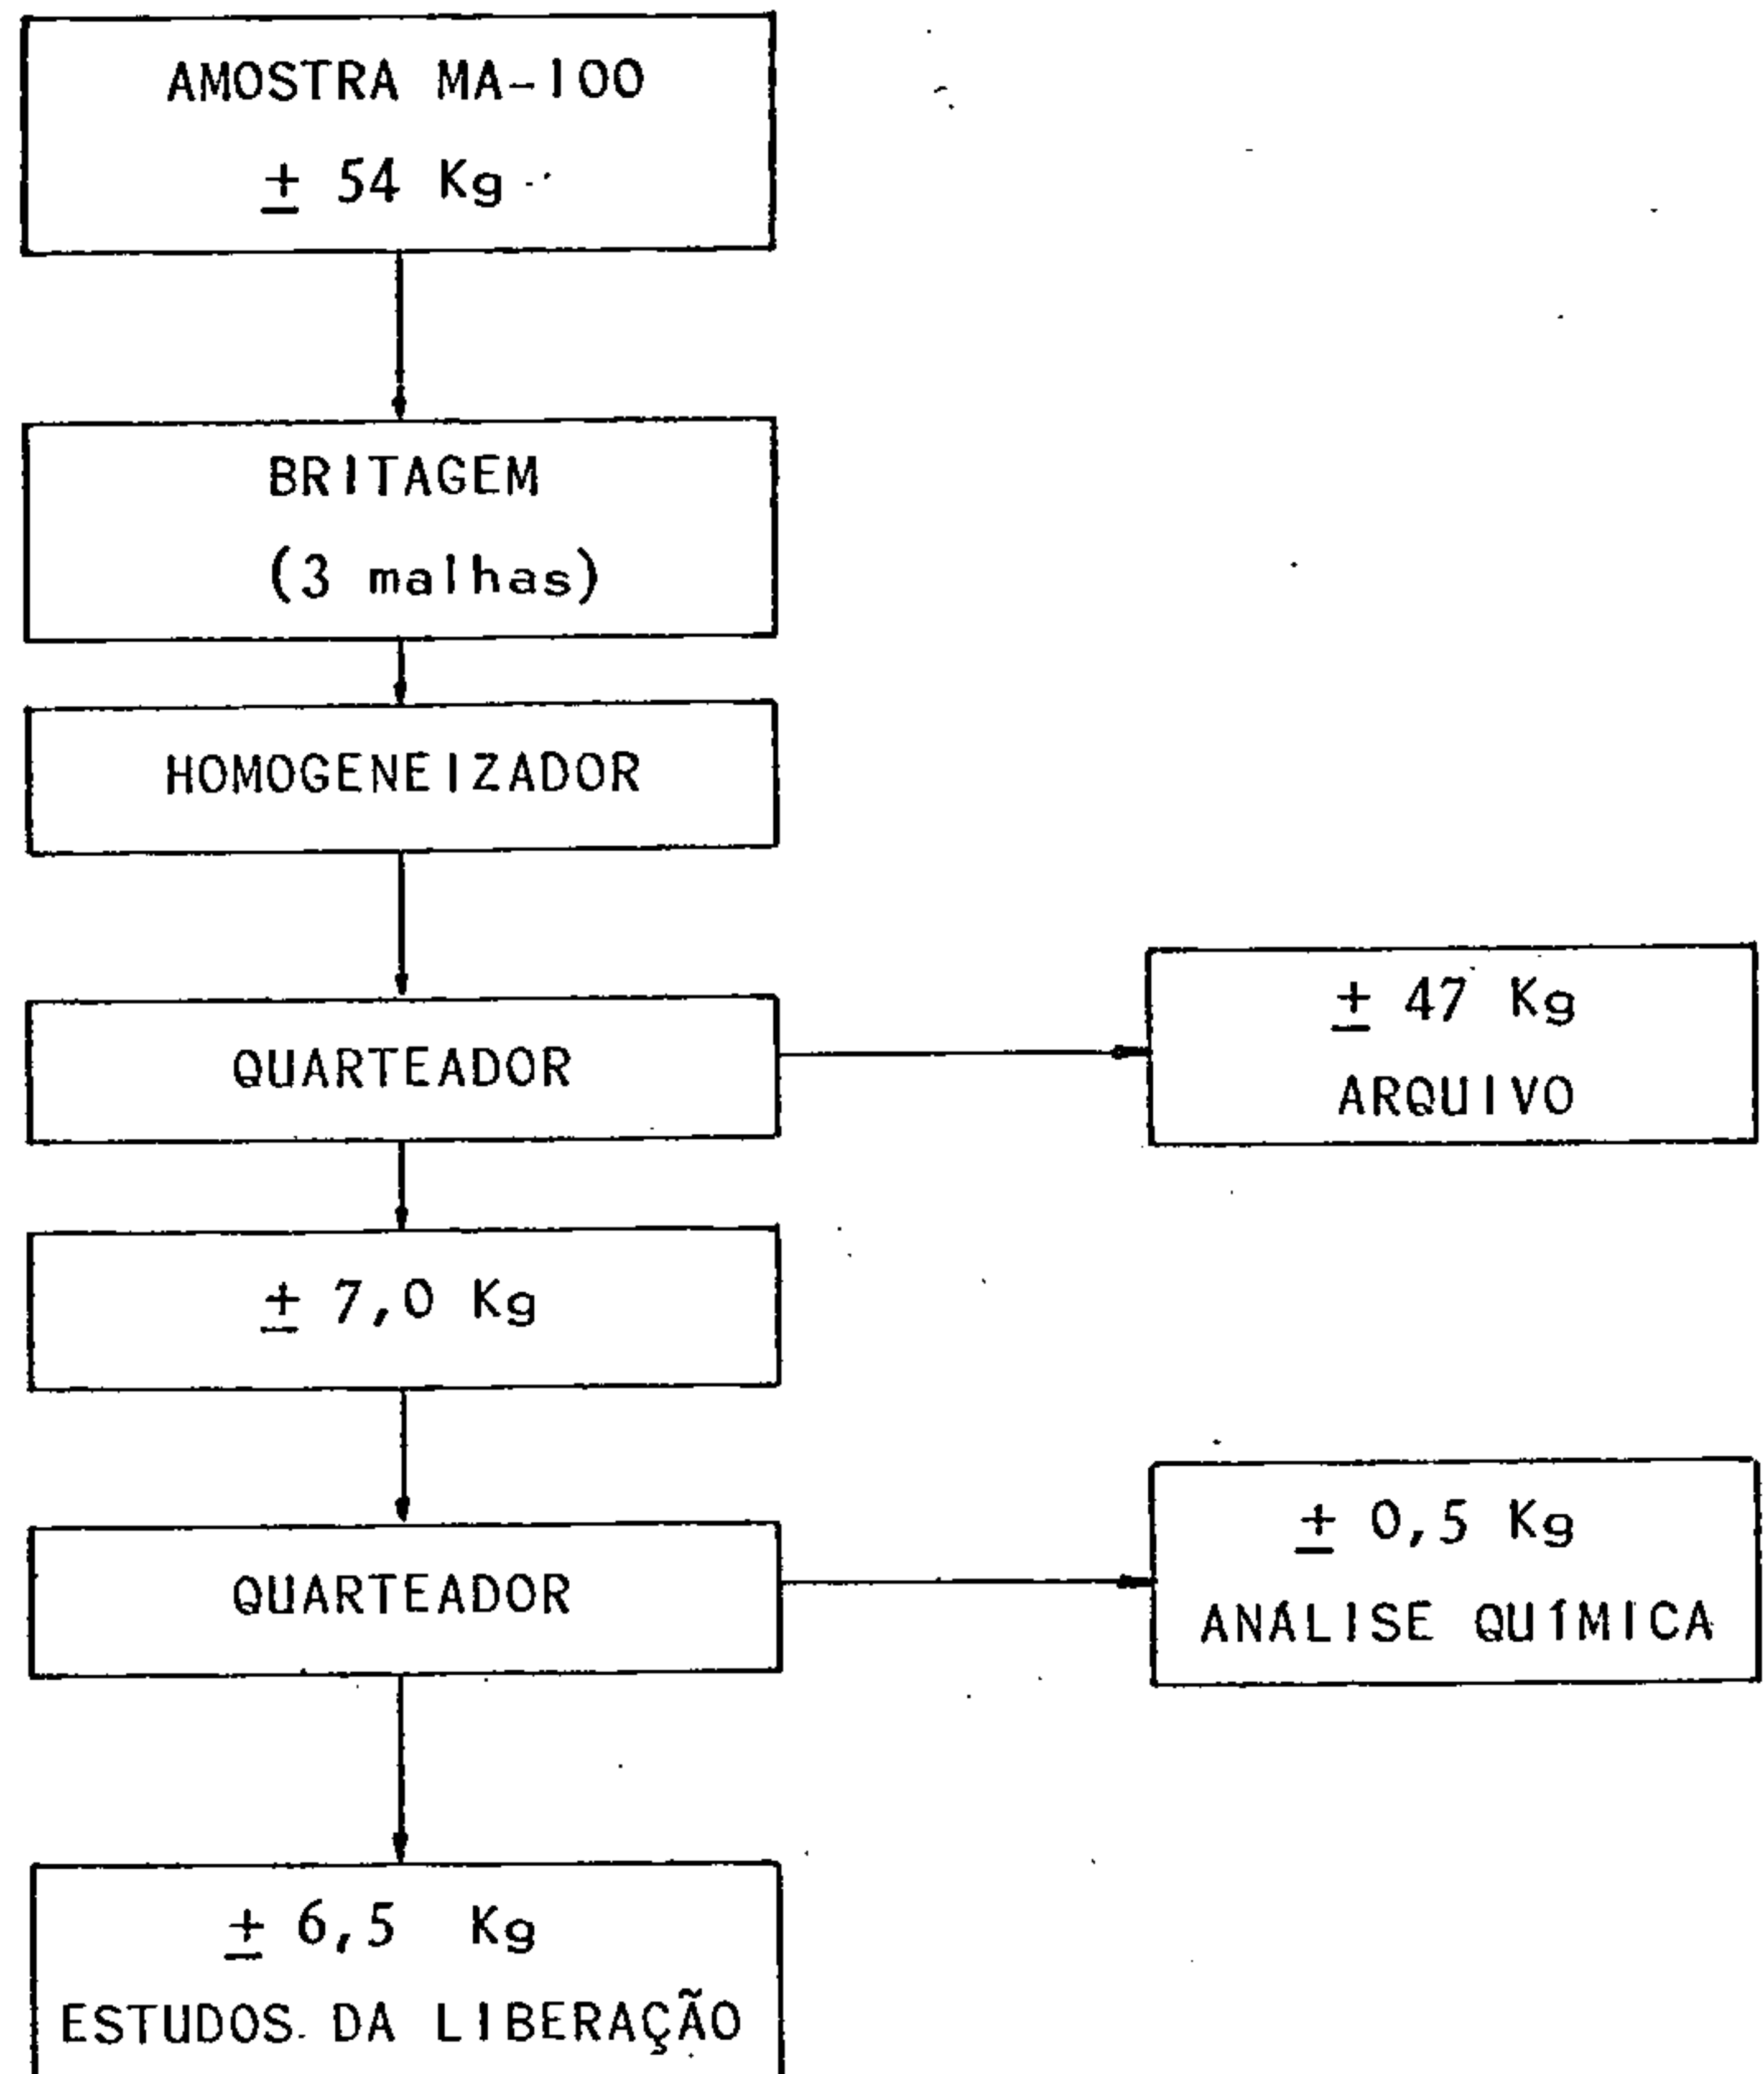 AMOSTRA MA-100
± 54 Kg
BRITAGEM
(3 malhas)
HOMOGENEIZADOR
QUARTEADOR
± 47 Kg
ARQUIVO
± 7,0 Kg
QUARTEADOR
± 0,5 Kg
ANÁLISE QUÍMICA
± 6,5 Kg
ESTUDOS DA LIBERAÇÃO